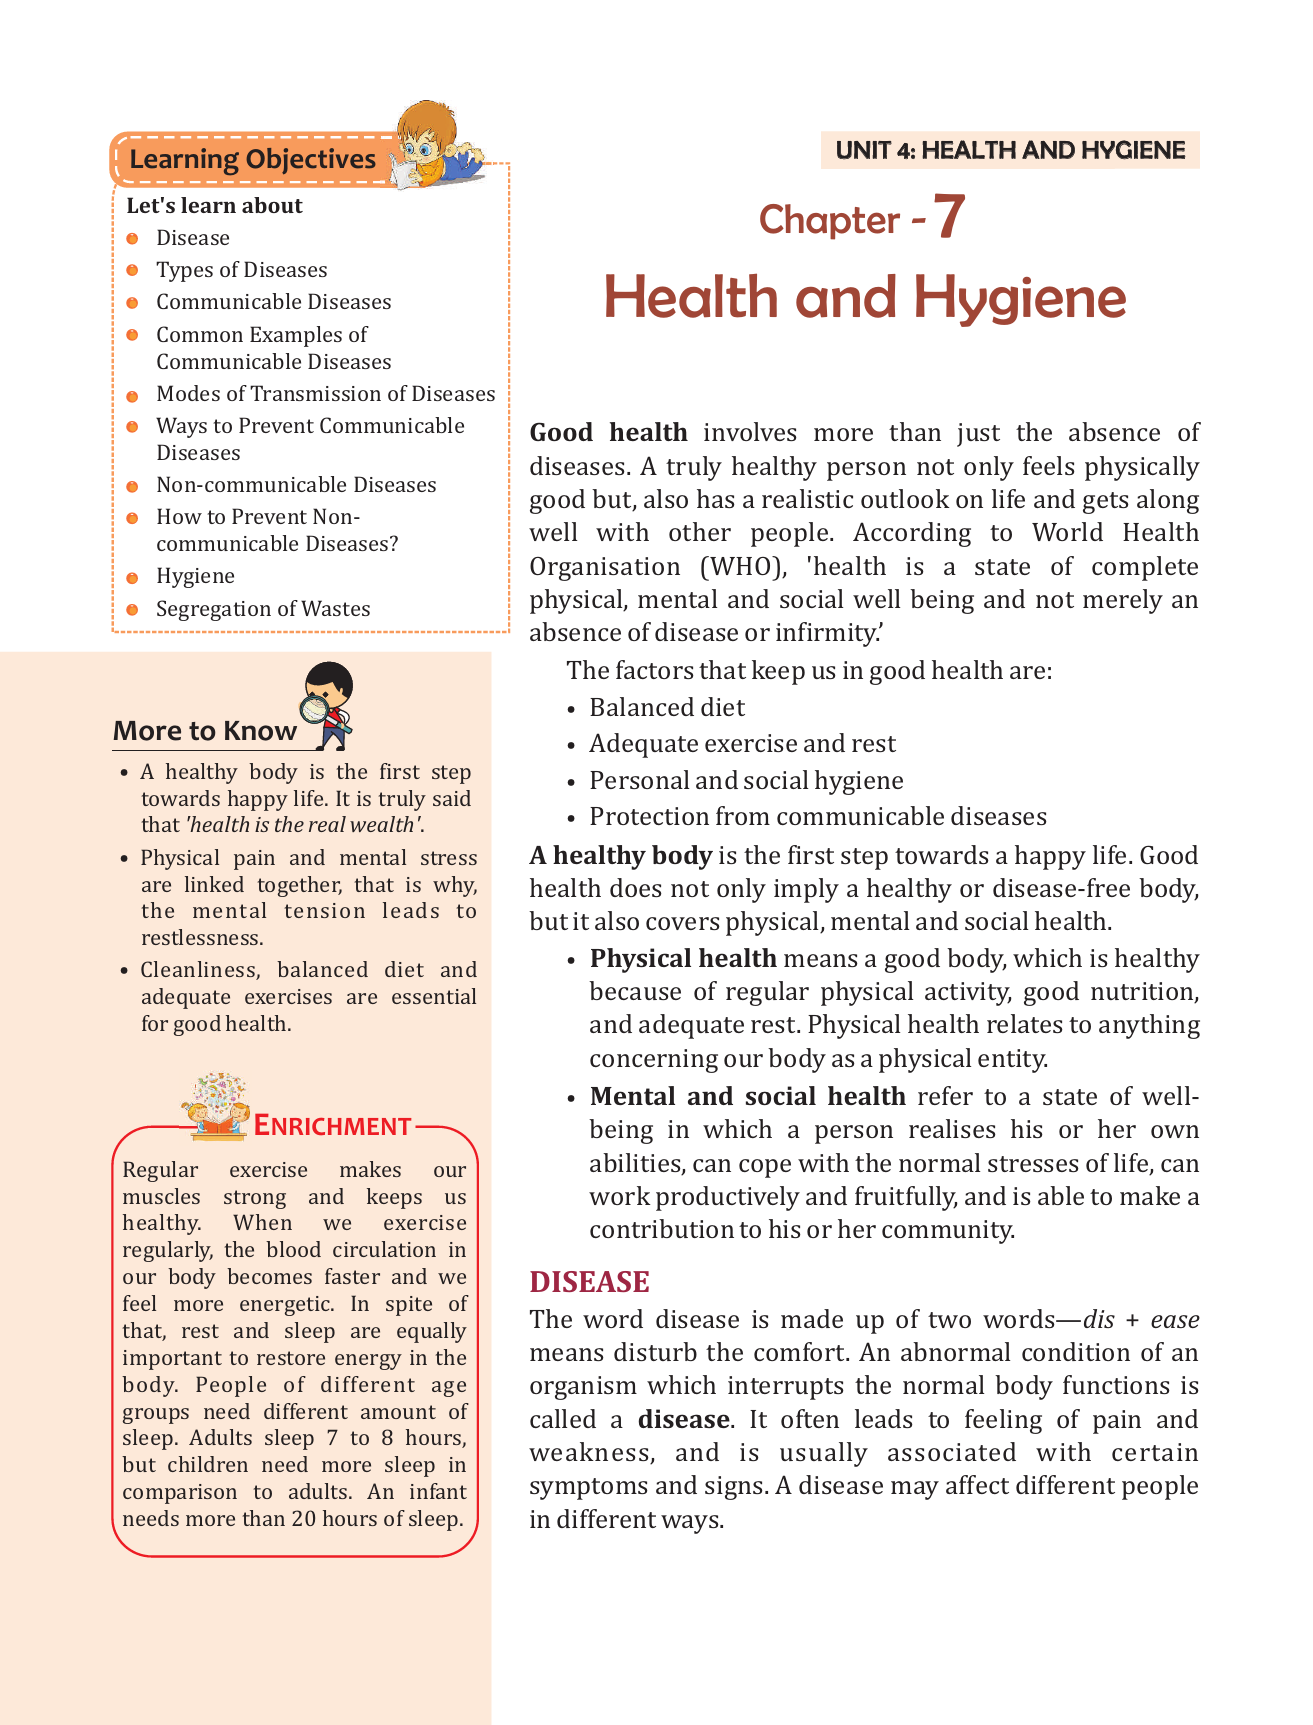 Learning Objectives
Let's learn about
Disease
Types of Diseases
Communicable Diseases
Common Examples of
Communicable Diseases
Modes of Transmission of Diseases
Ways to Prevent Communicable
Diseases
Non-communicable Diseases
How to Prevent Non-
communicable Diseases?
Hygiene
Segregation of Wastes
More to Know
• A healthy body is the first step
towards happy life. It is truly said
that 'health is the real wealth'.
• Physical pain and mental stress
are linked together, that is why,
the mental tension leads to
restlessness.
• Cleanliness, balanced diet and
adequate exercises are essential
for good health.
ENRICHMENT
Regular exercise makes our
muscles strong and keeps us
healthy. When we exercise
regularly, the blood circulation in
our body becomes faster and we
feel more energetic. In spite of
that, rest and sleep are equally
important to restore energy in the
body. People of different age
groups need different amount of
sleep. Adults sleep 7 to 8 hours,
but children need more sleep in
comparison to adults. An infant
needs more than 20 hours of sleep.
UNIT 4: HEALTH AND HYGIENE
Chapter - 7
Health and Hygiene
Good health involves more than just the absence of
diseases. A truly healthy person not only feels physically
good but, also has a realistic outlook on life and gets along
well with other people. According to World Health
Organisation (WHO), 'health is a state of complete
physical, mental and social well being and not merely an
absence of disease or infirmity.’
The factors that keep us in good health are:
• Balanced diet
• Adequate exercise and rest
• Personal and social hygiene
• Protection from communicable diseases
A healthy body is the first step towards a happy life. Good
health does not only imply a healthy or disease-free body,
but it also covers physical, mental and social health.
• Physical health means a good body, which is healthy
because of regular physical activity, good nutrition,
and adequate rest. Physical health relates to anything
concerning our body as a physical entity.
• Mental and social health refer to a state of well-
being in which a person realises his or her own
abilities, can cope with the normal stresses of life, can
work productively and fruitfully, and is able to make a
contribution to his or her community.
DISEASE
The word disease is made up of two words—dis + ease
means disturb the comfort. An abnormal condition of an
organism which interrupts the normal body functions is
called a disease. It often leads to feeling of pain and
weakness, and is usually associated with certain
symptoms and signs. A disease may affect different people
in different ways.